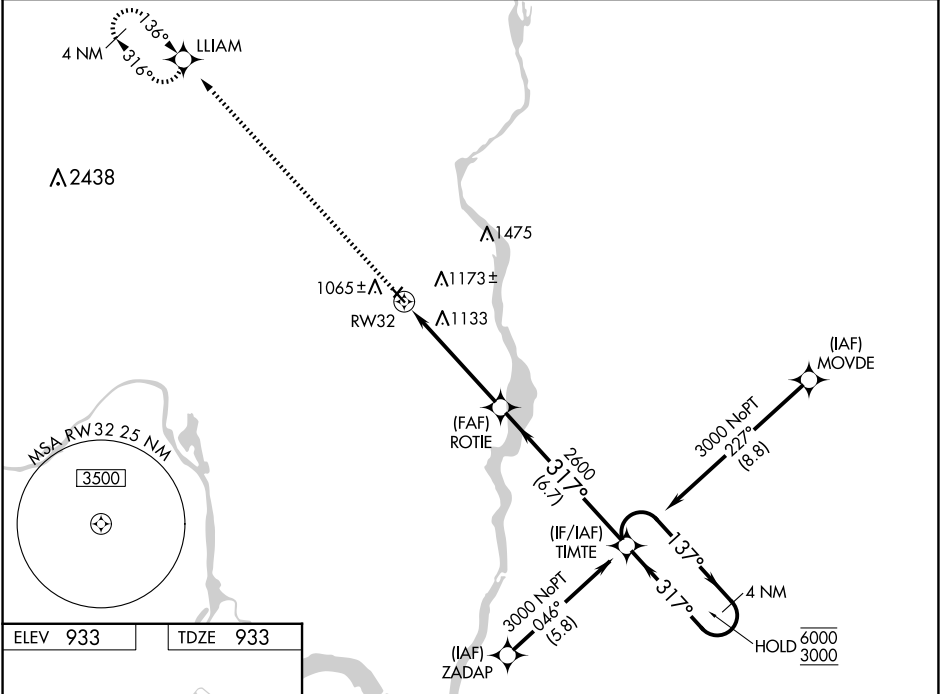 136°
LLIAM
4 NM
316°
2438
1475
1173±
1065±
RW32
1133
(IAF)
MOVDE
3000 NoPT
227°
(8.8)
(FAF)
ROTIE
2600
317°
(6.7)
MSA RW32 25 NM
3500
(IF/IAF)
TIMTE
137°
317°
4 NM
HOLD 6000
3000
3000 NoPT
046°
(5.8)
(IAF)
ZADAP
ELEV 933
TDZE 933